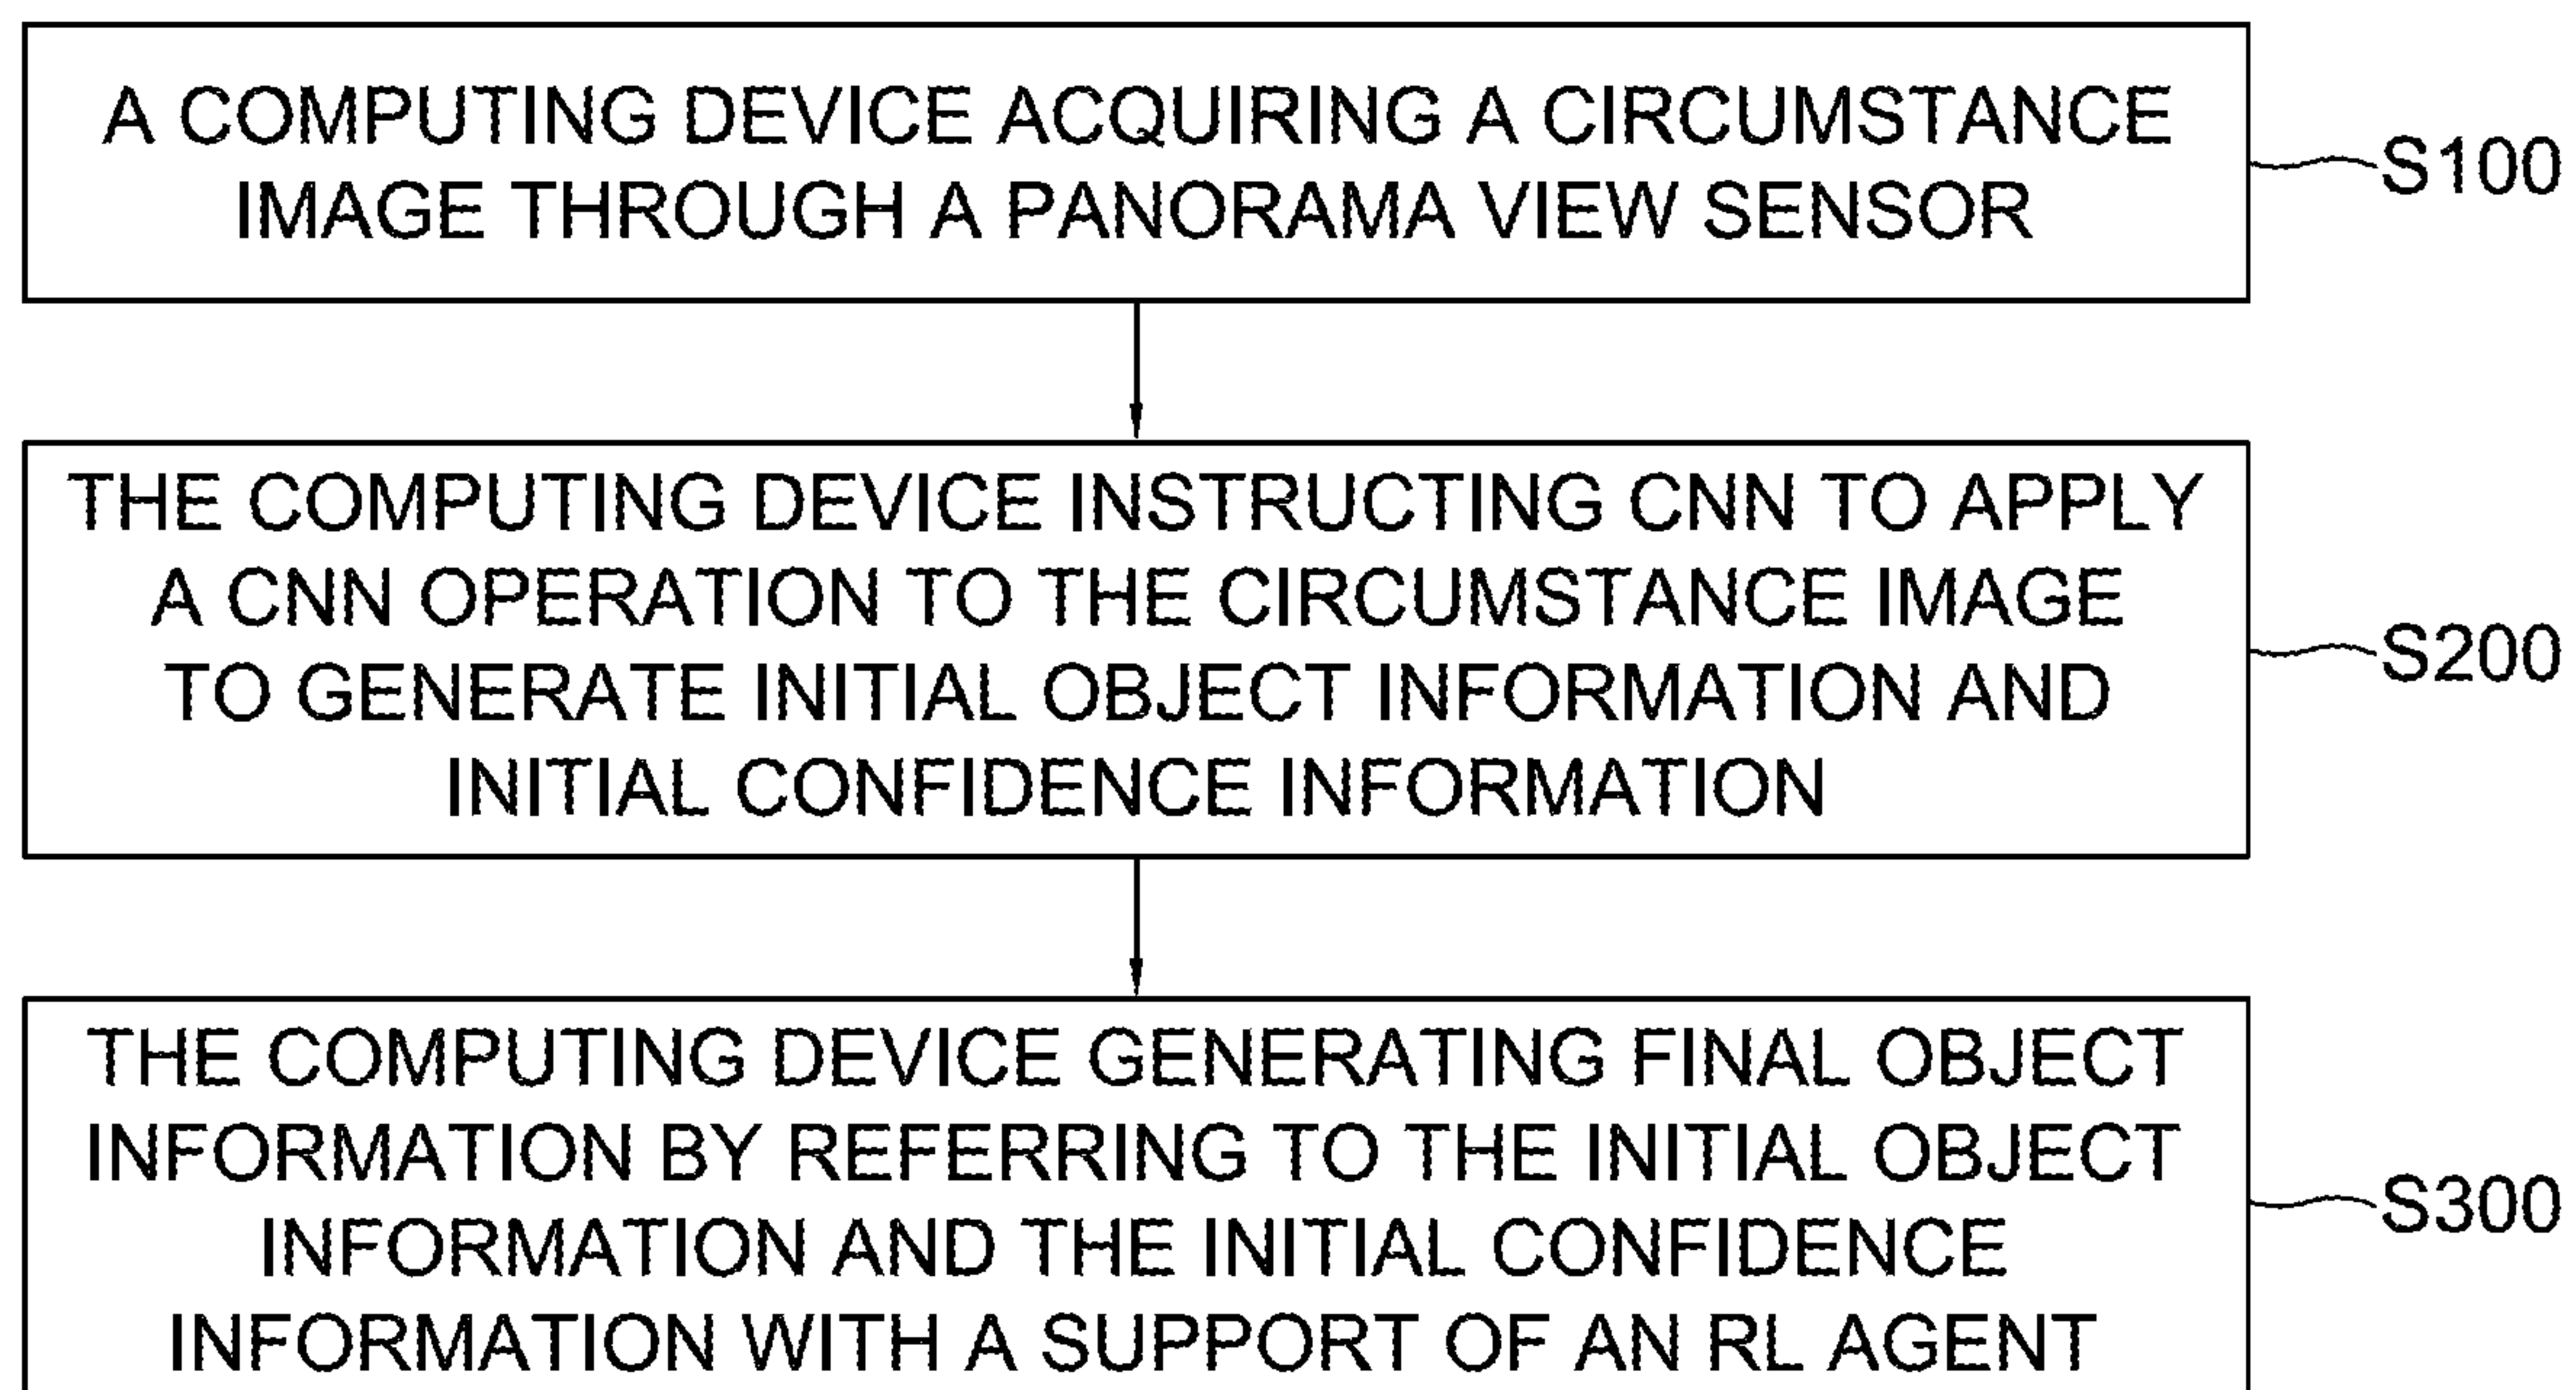 A COMPUTING DEVICE ACQUIRING A CIRCUMSTANCE
IMAGE THROUGH A PANORAMA VIEW SENSOR
S100
THE COMPUTING DEVICE INSTRUCTING CNN TO APPLY
A CNN OPERATION TO THE CIRCUMSTANCE IMAGE
TO GENERATE INITIAL OBJECT INFORMATION AND
INITIAL CONFIDENCE INFORMATION
S200
THE COMPUTING DEVICE GENERATING FINAL OBJECT
INFORMATION BY REFERRING TO THE INITIAL OBJECT
INFORMATION AND THE INITIAL CONFIDENCE
INFORMATION WITH A SUPPORT OF AN RL AGENT
S300